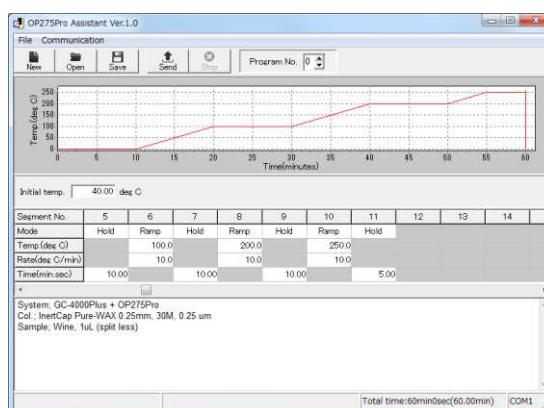 OP275Pro Assistant Ver.1.0
File Communication
New Open Save Send Stop Program No. 0
Temp.(deg C)
250
200
150
100
50
0
0 5 10 15 20 25 30 35 40 45 50 55 60
Time(minutes)
Initial temp. 40.00 deg C
Segment No. 5 6 7 8 9 10 11 12 13 14
Mode Hold Ramp Hold Ramp Hold Ramp Hold
Temp.(deg C) 100.0 200.0 250.0
Rate(deg C/min) 10.0 10.0 10.0
Time(min.sec) 10.00 10.00 10.00 5.00
System; GC-4000Plus + OP275Pro
Col.; InertCap Pure-WAX 0.25mm, 30M, 0.25 um
Sample; Wine, 1uL (split less)
Total time:60min0sec(60.00min) COM1